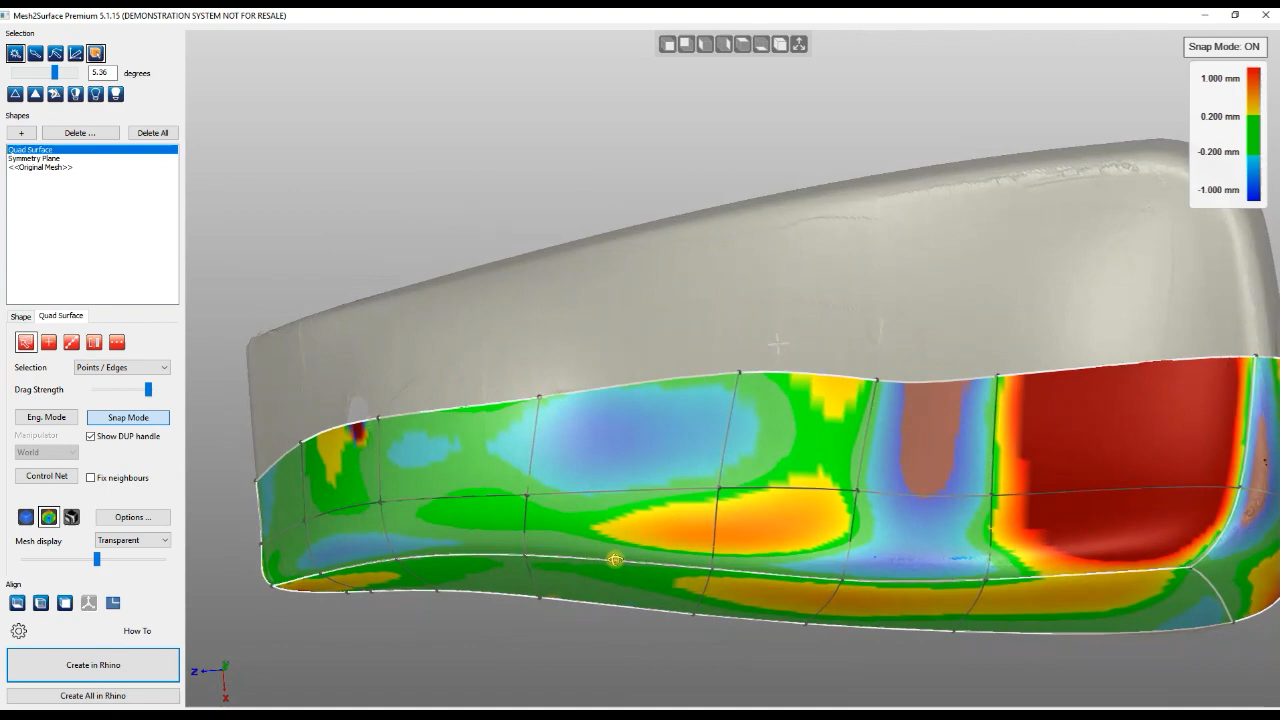 Mesh2Surface Premium 5.1.15 (DEMONSTRATION SYSTEM NOT FOR RESALE)
Selection
5.36 degrees
Shapes
+ Delete ... Delete All
Quad Surface
Symmetry Plane
<<Original Mesh>>
Shape Quad Surface
Selection Points / Edges
Drag Strength
Eng. Mode Snap Mode
Manipulator Show DUP handle
World
Control Net Fix neighbours
Options ...
Mesh display Transparent
Align
How To
Create in Rhino
Create All in Rhino
Snap Mode: ON
1.000 mm
0.200 mm
-0.200 mm
-1.000 mm
z
y
x